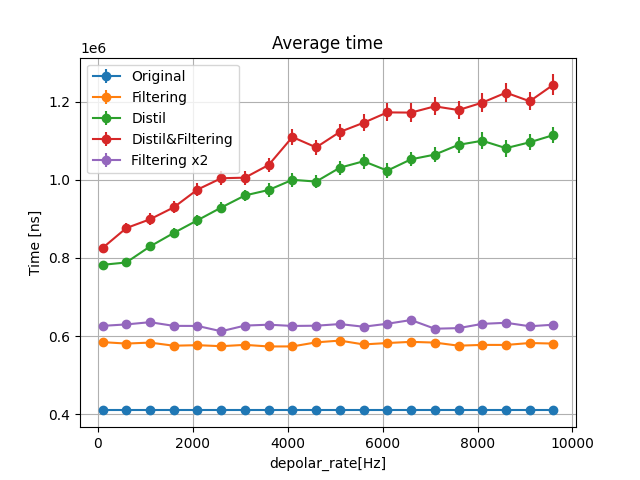 Average time
1e6
Original
Filtering
Distil
Distil&Filtering
Filtering x2
1.2
1.0
0.8
0.6
0.4
Time [ns]
0 2000 4000 6000 8000 10000
depolar_rate[Hz]